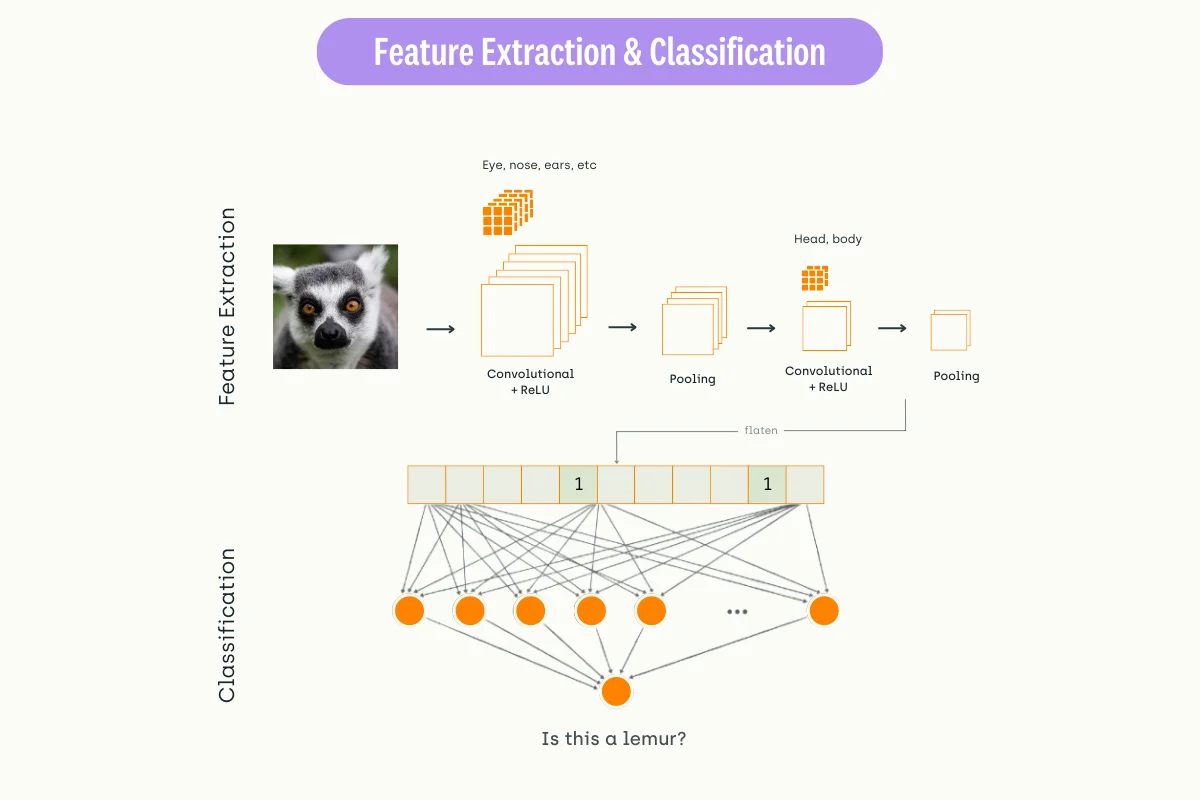 Feature Extraction & Classification
Feature Extraction
Eye, nose, ears, etc
Head, body
Convolutional
+ ReLU
Pooling
Convolutional
+ ReLU
Pooling
flaten
1
1
Classification
•••
Is this a lemur?